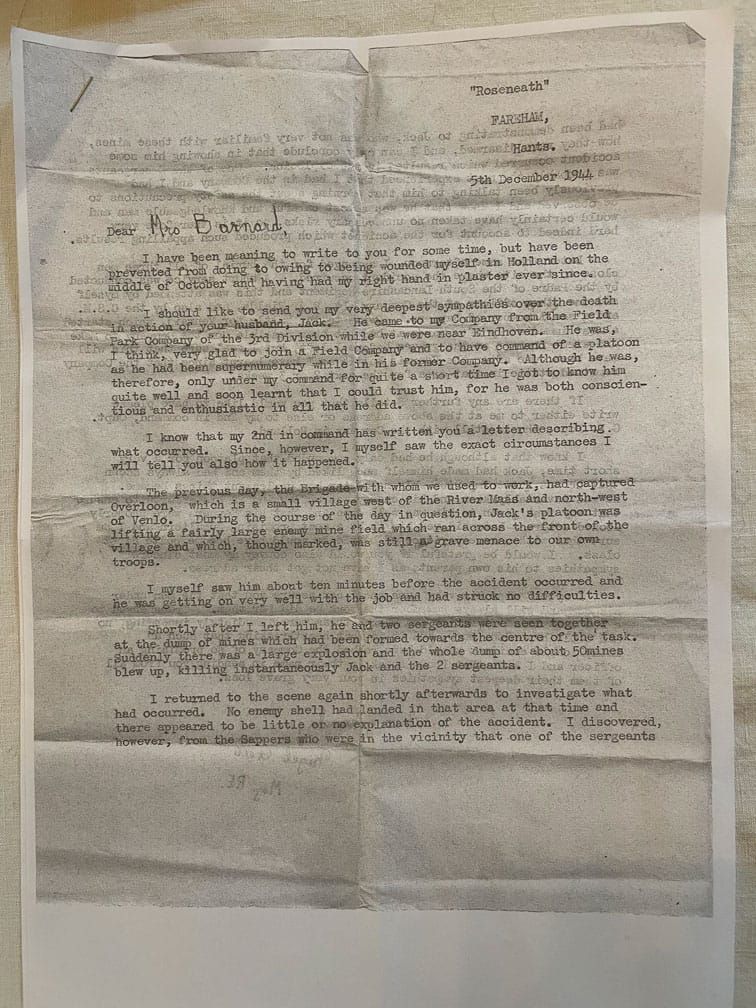 "Roseneath"
FAREHAM,
Hants.
5th December 1944
Dear Mrs Barnard,
I have been meaning to write to you for some time, but have been
prevented from doing to owing to being wounded myself in Holland on the
middle of October and having had my right hand in plaster ever since.
I should like to send you my very deepest sympathies over the death
in action of your husband, Jack. He came to my Company from the Field
Park Company of the 3rd Division while we were near Eindhoven. He was,
I think, very glad to join a Field Company and to have command of a platoon
as he had been supernumerary while in his former Company. Although he was,
therefore, only under my command for quite a short time I got to know him
quite well and soon learnt that I could trust him, for he was both conscien-
tious and enthusiastic in all that he did.
I know that my 2nd in command has written you a letter describing
what occurred. Since, however, I myself saw the exact circumstances I
will tell you also how it happened.
The previous day, the Brigade with whom we used to work, had captured
Overloon, which is a small village west of the River Maas and north-west
of Venlo. During the course of the day in question, Jack's platoon was
lifting a fairly large enemy mine field which ran across the front of the
village and which, though marked, was still a grave menace to our own
troops.
I myself saw him about ten minutes before the accident occurred and
he was getting on very well with the job and had struck no difficulties.
Shortly after I left him, he and two sergeants were seen together
at the dump of mines which had been formed towards the centre of the task.
Suddenly there was a large explosion and the whole dump of about 50mines
blew up, killing instantaneously Jack and the 2 sergeants.
I returned to the scene again shortly afterwards to investigate what
had occurred. No enemy shell had landed in that area at that time and
there appeared to be little or no explanation of the accident. I discovered,
however, from the Sappers who were in the vicinity that one of the sergeants